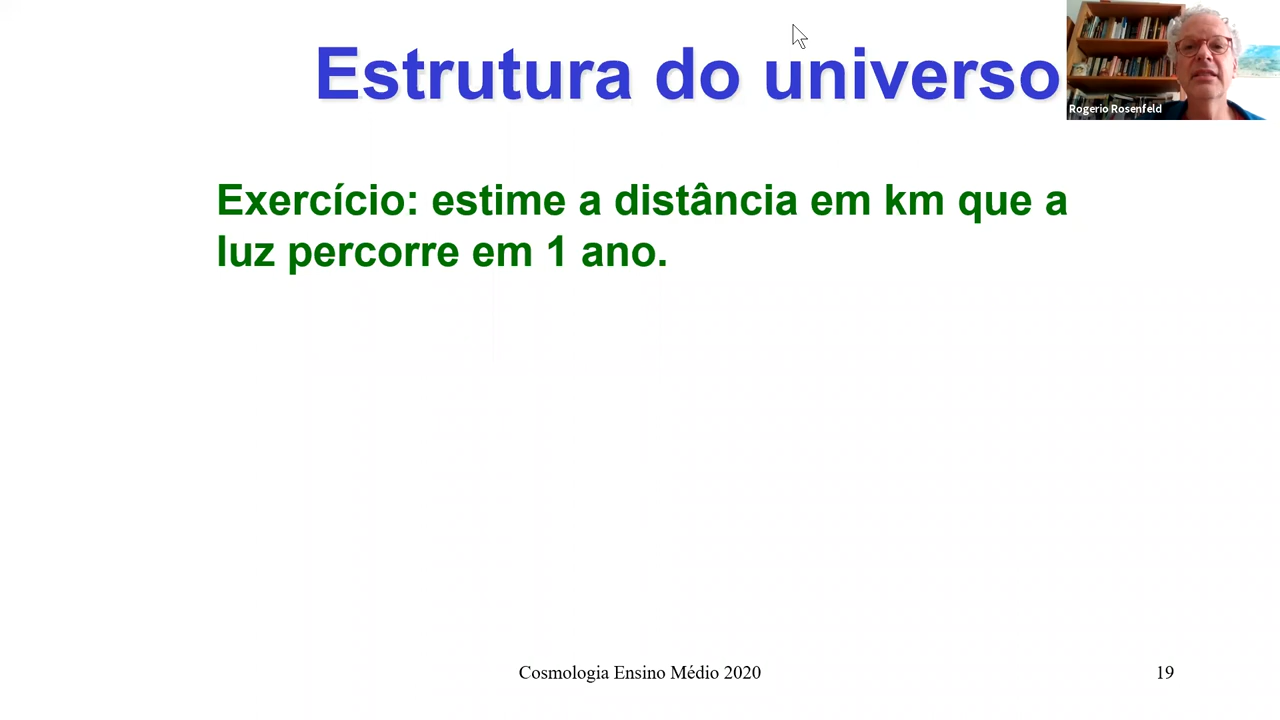 Estrutura do universo
Rogerio Rosenfeld
Exercício: estime a distância em km que a
luz percorre em 1 ano.
Cosmologia Ensino Médio 2020
19